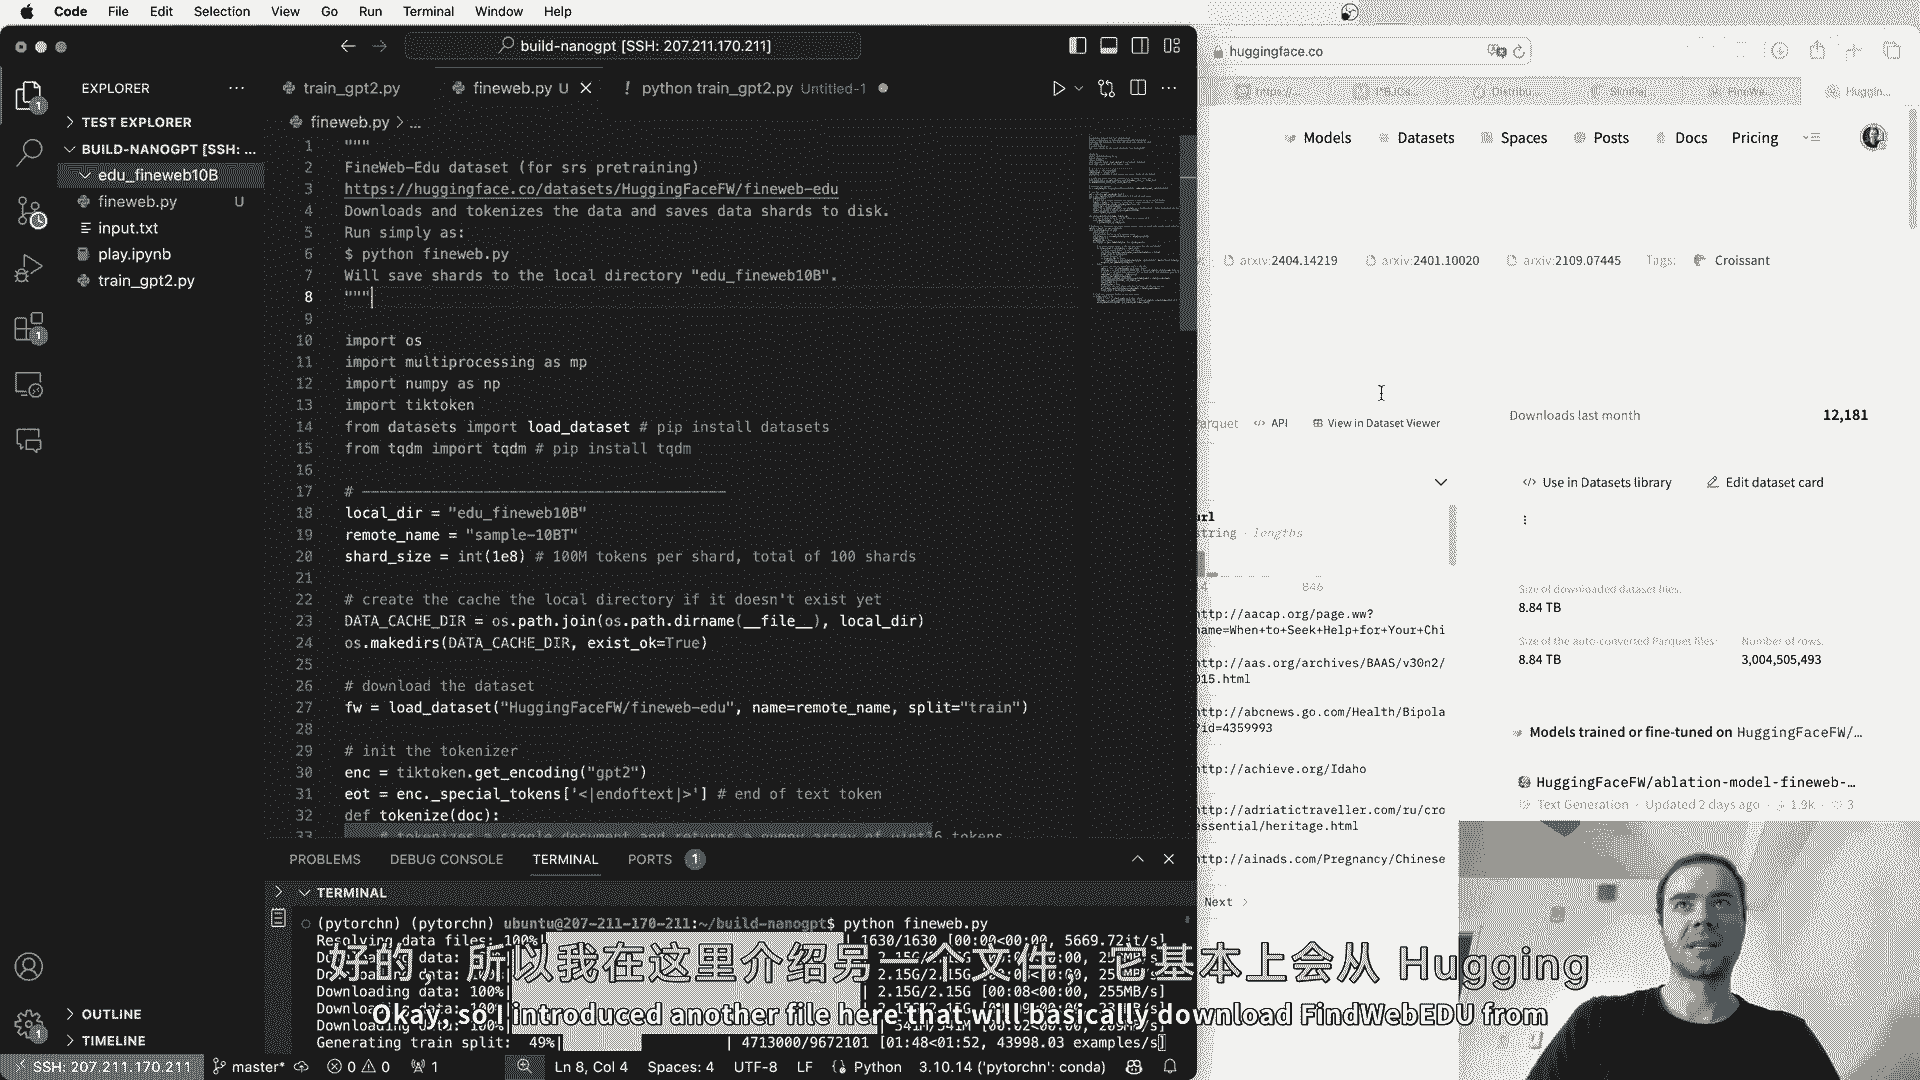 Code File Edit Selection View Go Run Terminal Window Help
build-nanogpt [SSH: 207.211.170.211]
huggingface.co
EXPLORER
train_gpt2.py
fineweb.py U
! python train_gpt2.py Untitled-1
TEST EXPLORER
BUILD-NANOGPT [SSH: ...
edu_fineweb10B
fineweb.py U
input.txt
play.ipynb
train_gpt2.py
OUTLINE
TIMELINE
fineweb.py > ...
1 """
2 FineWeb-Edu dataset (for srs pretraining)
3 https://huggingface.co/datasets/HuggingFaceFW/fineweb-edu
4 Downloads and tokenizes the data and saves data shards to disk.
5 Run simply as:
6 $ python fineweb.py
7 Will save shards to the local directory "edu_fineweb10B".
8 """
9
10 import os
11 import multiprocessing as mp
12 import numpy as np
13 import tiktoken
14 from datasets import load_dataset # pip install datasets
15 from tqdm import tqdm # pip install tqdm
16
17 # ------------------------------------------
18 local_dir = "edu_fineweb10B"
19 remote_name = "sample-10BT"
20 shard_size = int(1e8) # 100M tokens per shard, total of 100 shards
21
22 # create the cache the local directory if it doesn't exist yet
23 DATA_CACHE_DIR = os.path.join(os.path.dirname(__file__), local_dir)
24 os.makedirs(DATA_CACHE_DIR, exist_ok=True)
25
26 # download the dataset
27 fw = load_dataset("HuggingFaceFW/fineweb-edu", name=remote_name, split="train")
28
29 # init the tokenizer
30 enc = tiktoken.get_encoding("gpt2")
31 eot = enc._special_tokens['<|endoftext|>'] # end of text token
32 def tokenize(doc):
33 # tokenizes a single document and returns a numpy array of uint16 tokens
PROBLEMS DEBUG CONSOLE TERMINAL PORTS 1
TERMINAL
(pytorchn) (pytorchn) ubuntu@207-211-170-211:~/build-nanogpt$ python fineweb.py
Resolving data files: 100%| | 1630/1630 [00:00<00:00, 5669.72it/s]
Downloading data: 100%| | 2.15G/2.15G [00:08<00:00, 255MB/s]
Generating train split: 49%| | 4713000/9672101 [01:48<01:52, 43998.03 examples/s]
好的，所以我在这里介绍另一个文件，它基本上会从 Hugging
Okay, so I introduced another file here that will basically download FindWebEDU from
SSH: 207.211.170.211 master* 0 0 1 Ln 8, Col 4 Spaces: 4 UTF-8 LF Python 3.10.14 ('pytorchn': conda)
Models Datasets Spaces Posts Docs Pricing
arxiv:2404.14219 arxiv:2401.10020 arxiv:2109.07445 Tags: Croissant
API View in Dataset Viewer
Downloads last month 12,181
Use in Datasets library Edit dataset card
url
string · lengths
846
Size of downloaded dataset files:
8.84 TB
Size of the auto-converted Parquet files:
8.84 TB
Number of rows:
3,004,505,493
http://aacap.org/page.ww?
name=When+to+Seek+Help+for+Your+Chi
http://aas.org/archives/BAAS/v30n2/
http://abcnews.go.com/Health/Bipola
?id=4359993
http://achieve.org/Idaho
http://adriatictraveller.com/ru/cro
essential/heritage.html
http://ainads.com/Pregnancy/Chinese
Next >
Models trained or fine-tuned on HuggingFaceFW/...
HuggingFaceFW/ablation-model-fineweb-...
Text Generation · Updated 2 days ago · 1.9k · 3